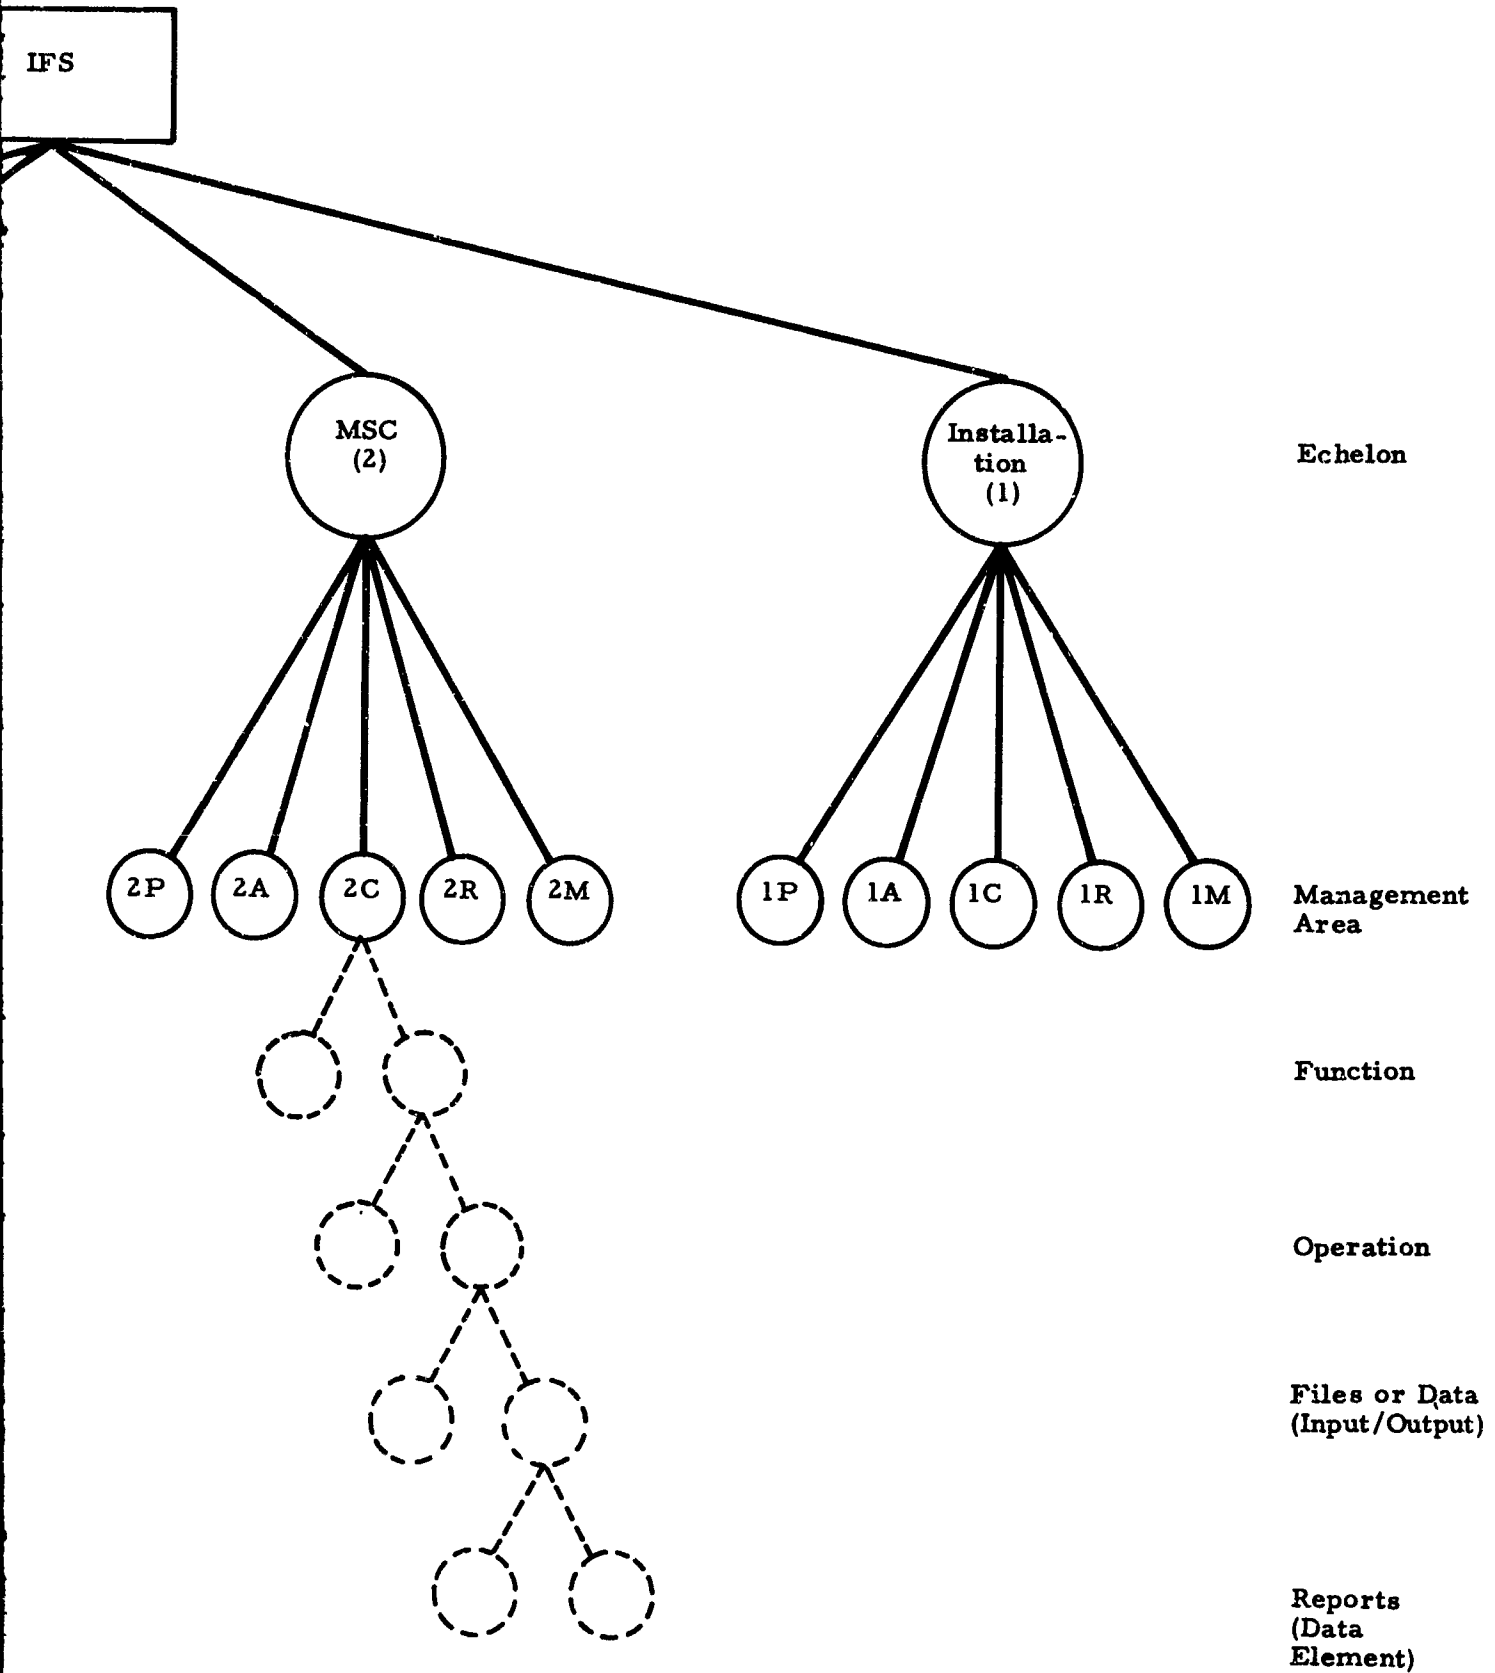 IFS
MSC
(2)
Installa-
tion
(1)
Echelon
2P 2A 2C 2R 2M 1P 1A 1C 1R 1M
Management
Area
Function
Operation
Files or Data
(Input/Output)
Reports
(Data
Element)